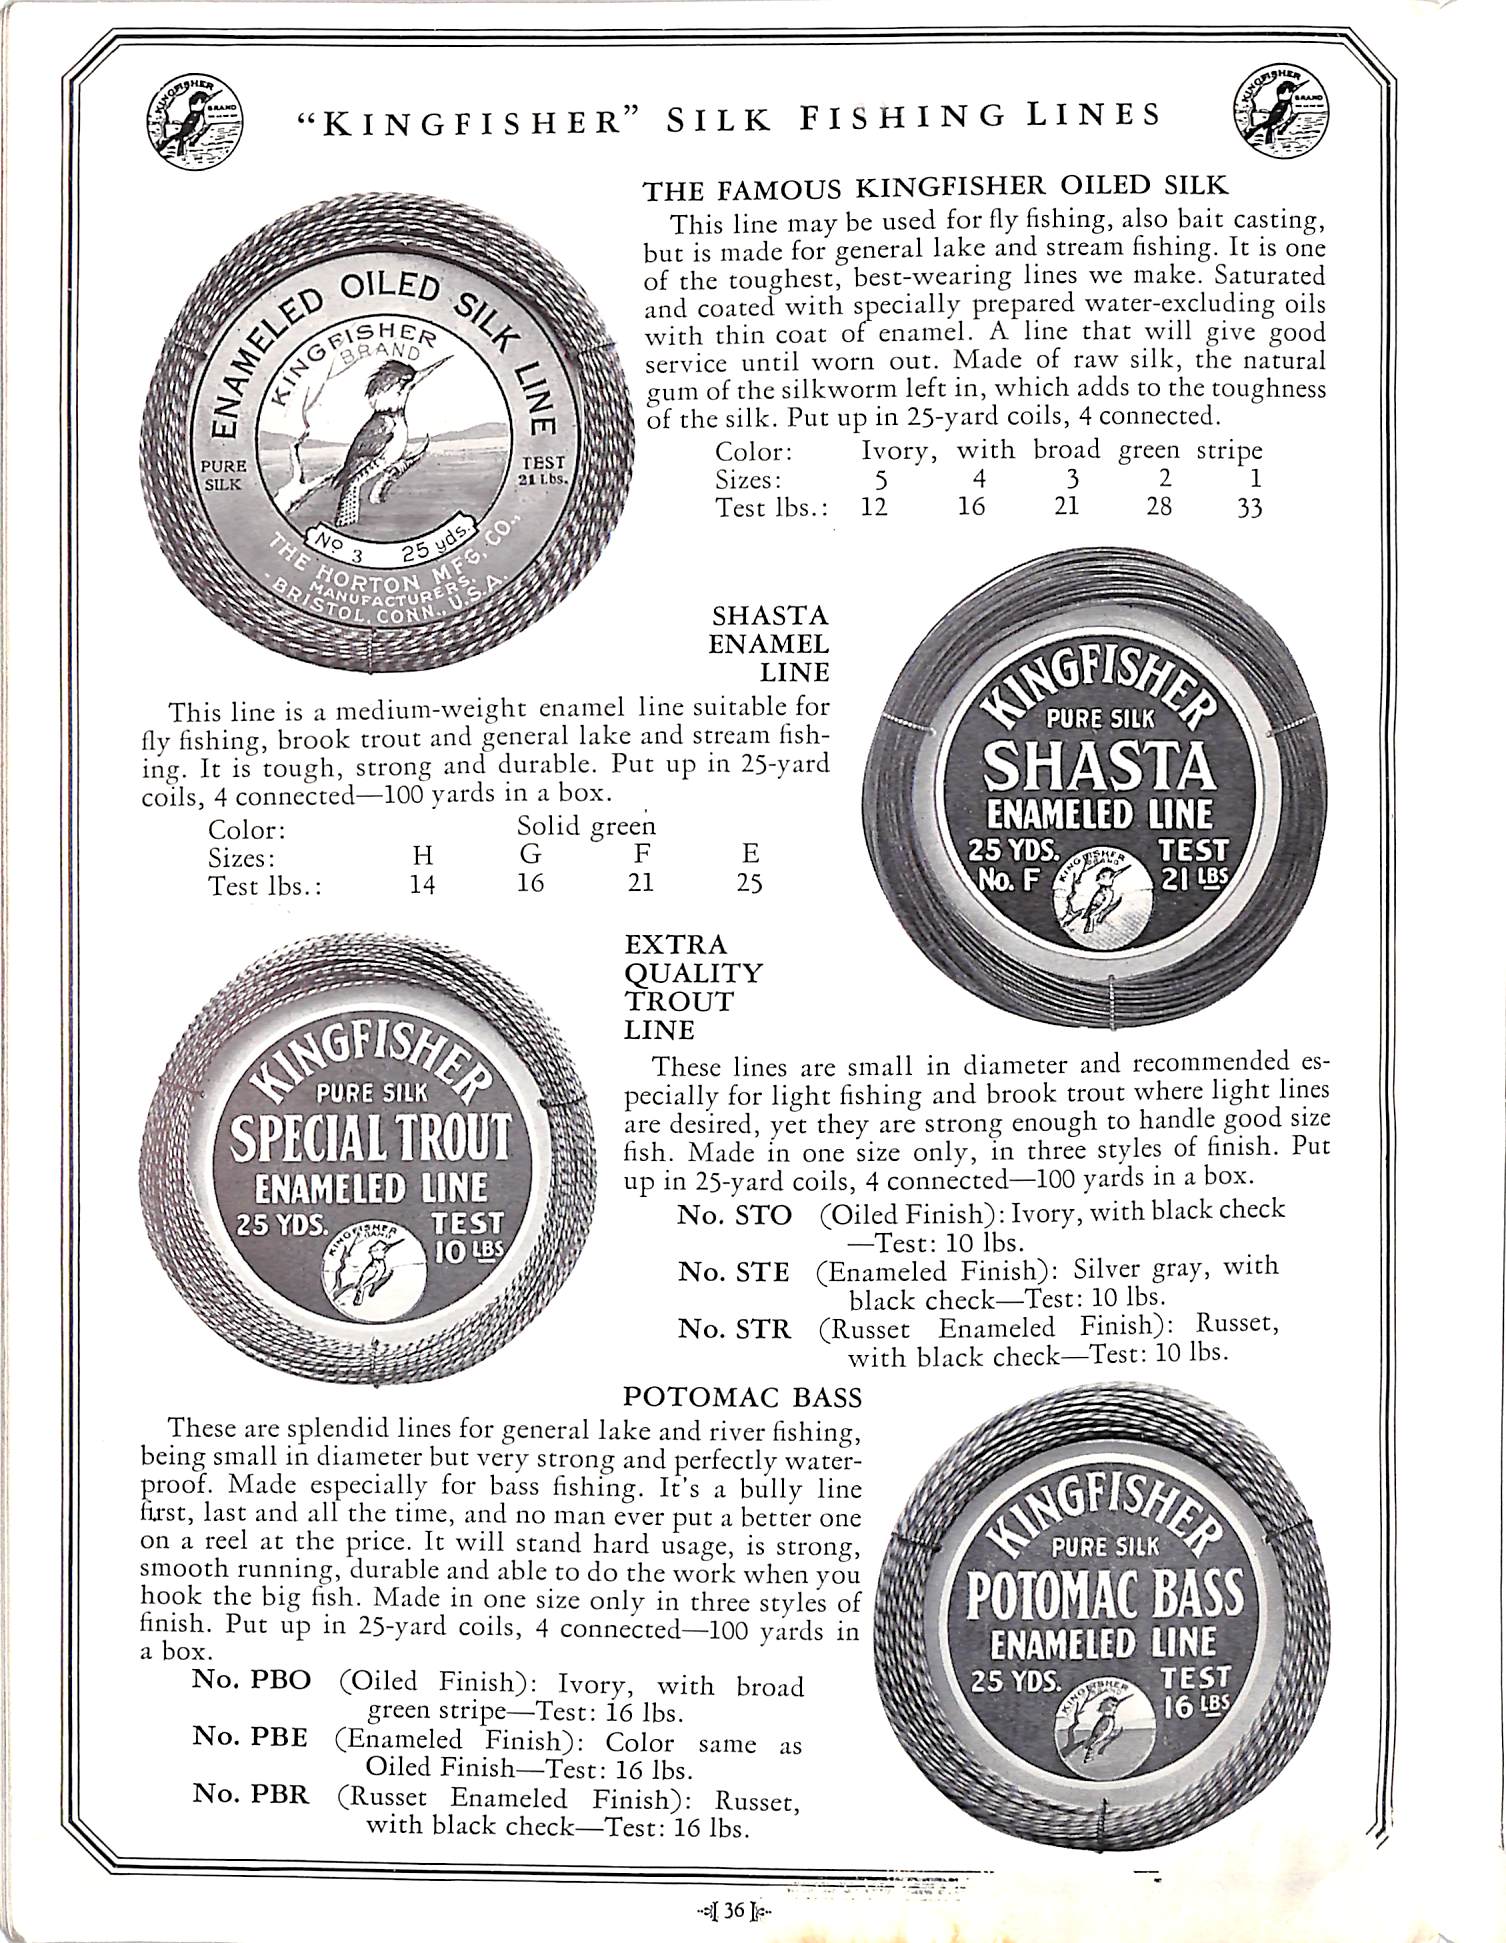 KINGFISHER
BRAND
"KINGFISHER" SILK FISHING LINES
KINGFISHER
BRAND
THE FAMOUS KINGFISHER OILED SILK
This line may be used for fly fishing, also bait casting,
but is made for general lake and stream fishing. It is one
of the toughest, best-wearing lines we make. Saturated
and coated with specially prepared water-excluding oils
with thin coat of enamel. A line that will give good
service until worn out. Made of raw silk, the natural
gum of the silkworm left in, which adds to the toughness
of the silk. Put up in 25-yard coils, 4 connected.
Color: Ivory, with broad green stripe
Sizes: 5 4 3 2 1
Test lbs.: 12 16 21 28 33
ENAMELED OILED SILK LINE
KINGFISHER
BRAND
PURE
SILK
TEST
21 Lbs.
No 3 25 yds.
THE HORTON MFG. CO.,
MANUFACTURERS.
BRISTOL, CONN., U.S.A.
SHASTA
ENAMEL
LINE
This line is a medium-weight enamel line suitable for
fly fishing, brook trout and general lake and stream fish-
ing. It is tough, strong and durable. Put up in 25-yard
coils, 4 connected—100 yards in a box.
Color: Solid green
Sizes: H G F E
Test lbs.: 14 16 21 25
KINGFISHER
PURE SILK
SHASTA
ENAMELED LINE
25 YDS. TEST
No. F 21 LBS
KINGFISHER
BRAND
EXTRA
QUALITY
TROUT
LINE
These lines are small in diameter and recommended es-
pecially for light fishing and brook trout where light lines
are desired, yet they are strong enough to handle good size
fish. Made in one size only, in three styles of finish. Put
up in 25-yard coils, 4 connected—100 yards in a box.
No. STO (Oiled Finish): Ivory, with black check
—Test: 10 lbs.
No. STE (Enameled Finish): Silver gray, with
black check—Test: 10 lbs.
No. STR (Russet Enameled Finish): Russet,
with black check—Test: 10 lbs.
KINGFISHER
PURE SILK
SPECIAL TROUT
ENAMELED LINE
25 YDS. TEST
10 LBS
KINGFISHER
BRAND
POTOMAC BASS
These are splendid lines for general lake and river fishing,
being small in diameter but very strong and perfectly water-
proof. Made especially for bass fishing. It's a bully line
first, last and all the time, and no man ever put a better one
on a reel at the price. It will stand hard usage, is strong,
smooth running, durable and able to do the work when you
hook the big fish. Made in one size only in three styles of
finish. Put up in 25-yard coils, 4 connected—100 yards in
a box.
No. PBO (Oiled Finish): Ivory, with broad
green stripe—Test: 16 lbs.
No. PBE (Enameled Finish): Color same as
Oiled Finish—Test: 16 lbs.
No. PBR (Russet Enameled Finish): Russet,
with black check—Test: 16 lbs.
KINGFISHER
PURE SILK
POTOMAC BASS
ENAMELED LINE
25 YDS. TEST
16 LBS
KINGFISHER
BRAND
36